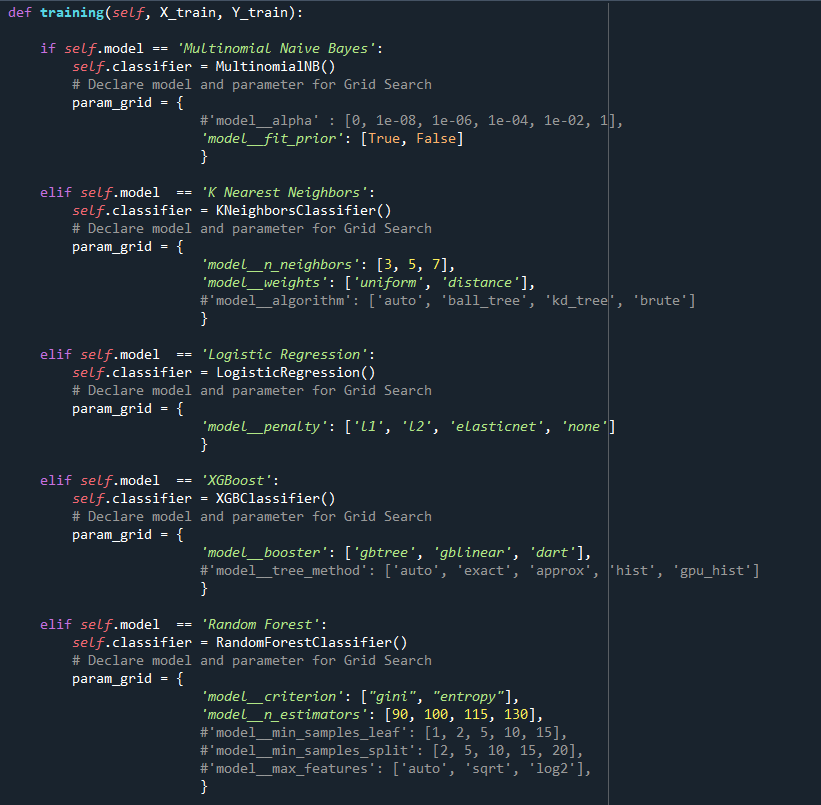 def training(self, X_train, Y_train):
if self.model == 'Multinomial Naive Bayes':
self.classifier = MultinomialNB()
# Declare model and parameter for Grid Search
param_grid = {
#'model__alpha' : [0, 1e-08, 1e-06, 1e-04, 1e-02, 1],
'model__fit_prior': [True, False]
}
elif self.model  == 'K Nearest Neighbors':
self.classifier = KNeighborsClassifier()
# Declare model and parameter for Grid Search
param_grid = {
'model__n_neighbors': [3, 5, 7],
'model__weights': ['uniform', 'distance'],
#'model__algorithm': ['auto', 'ball_tree', 'kd_tree', 'brute']
}
elif self.model  == 'Logistic Regression':
self.classifier = LogisticRegression()
# Declare model and parameter for Grid Search
param_grid = {
'model__penalty': ['l1', 'l2', 'elasticnet', 'none']
}
elif self.model  == 'XGBoost':
self.classifier = XGBClassifier()
# Declare model and parameter for Grid Search
param_grid = {
'model__booster': ['gbtree', 'gblinear', 'dart'],
#'model__tree_method': ['auto', 'exact', 'approx', 'hist', 'gpu_hist']
}
elif self.model  == 'Random Forest':
self.classifier = RandomForestClassifier()
# Declare model and parameter for Grid Search
param_grid = {
'model__criterion': ["gini", "entropy"],
'model__n_estimators': [90, 100, 115, 130],
#'model__min_samples_leaf': [1, 2, 5, 10, 15],
#'model__min_samples_split': [2, 5, 10, 15, 20],
#'model__max_features': ['auto', 'sqrt', 'log2'],
}